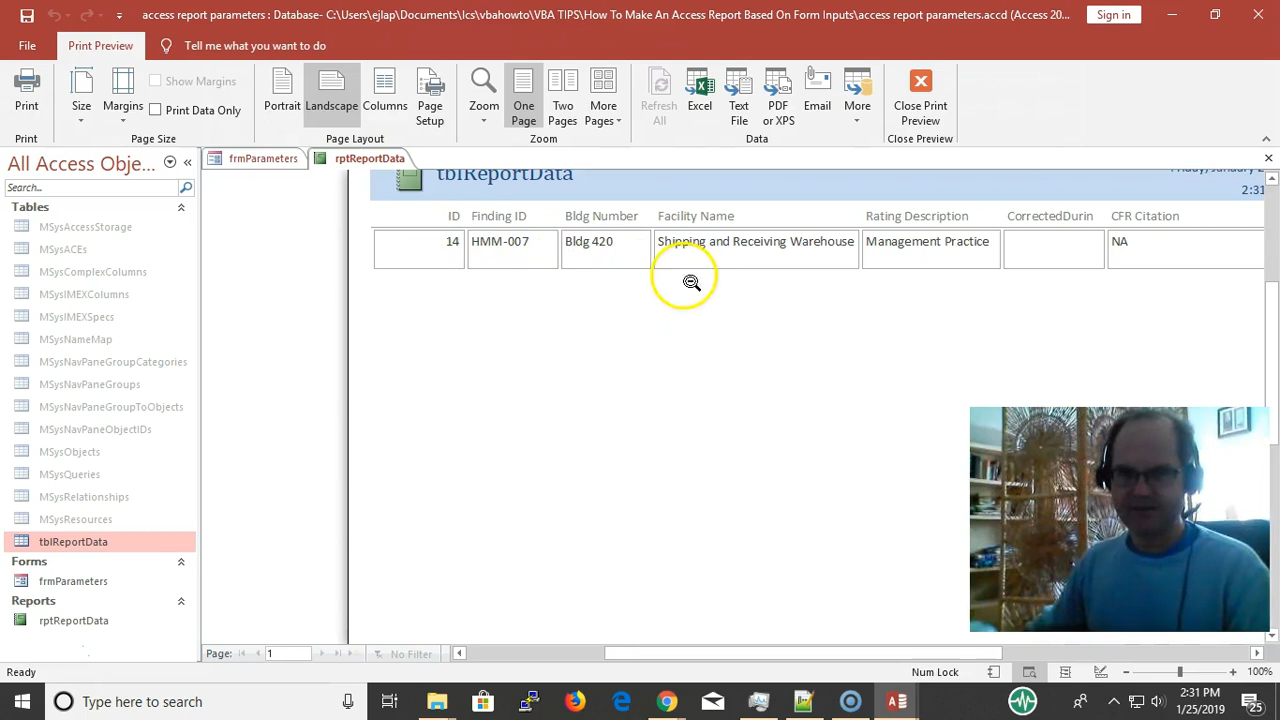 access report parameters : Database- C:\Users\ejlap\Documents\lcs\vbahowto\VBA TIPS\How To Make An Access Report Based On Form Inputs\access report parameters.accd (Access 20...
Sign in
File
Print Preview
Tell me what you want to do
Print
Size
Margins
Show Margins
Print Data Only
Portrait
Landscape
Columns
Page Setup
Zoom
One Page
Two Pages
More Pages
Refresh All
Excel
Text File
PDF or XPS
Email
More
Close Print Preview
Print
Page Size
Page Layout
Zoom
Data
Close Preview
All Access Obje...
Search...
Tables
MSysAccessStorage
MSysACEs
MSysComplexColumns
MSysIMEXColumns
MSysIMEXSpecs
MSysNameMap
MSysNavPaneGroupCategories
MSysNavPaneGroups
MSysNavPaneGroupToObjects
MSysNavPaneObjectIDs
MSysObjects
MSysQueries
MSysRelationships
MSysResources
tblReportData
Forms
frmParameters
Reports
rptReportData
frmParameters
rptReportData
tblReportData
Friday, January 2
2:31
ID Finding ID Bldg Number Facility Name Rating Description CorrectedDurin CFR Citation
14 HMM-007 Bldg 420 Shipping and Receiving Warehouse Management Practice NA
Page: 1 No Filter
Ready
Num Lock
100%
Type here to search
2:31 PM
1/25/2019
25